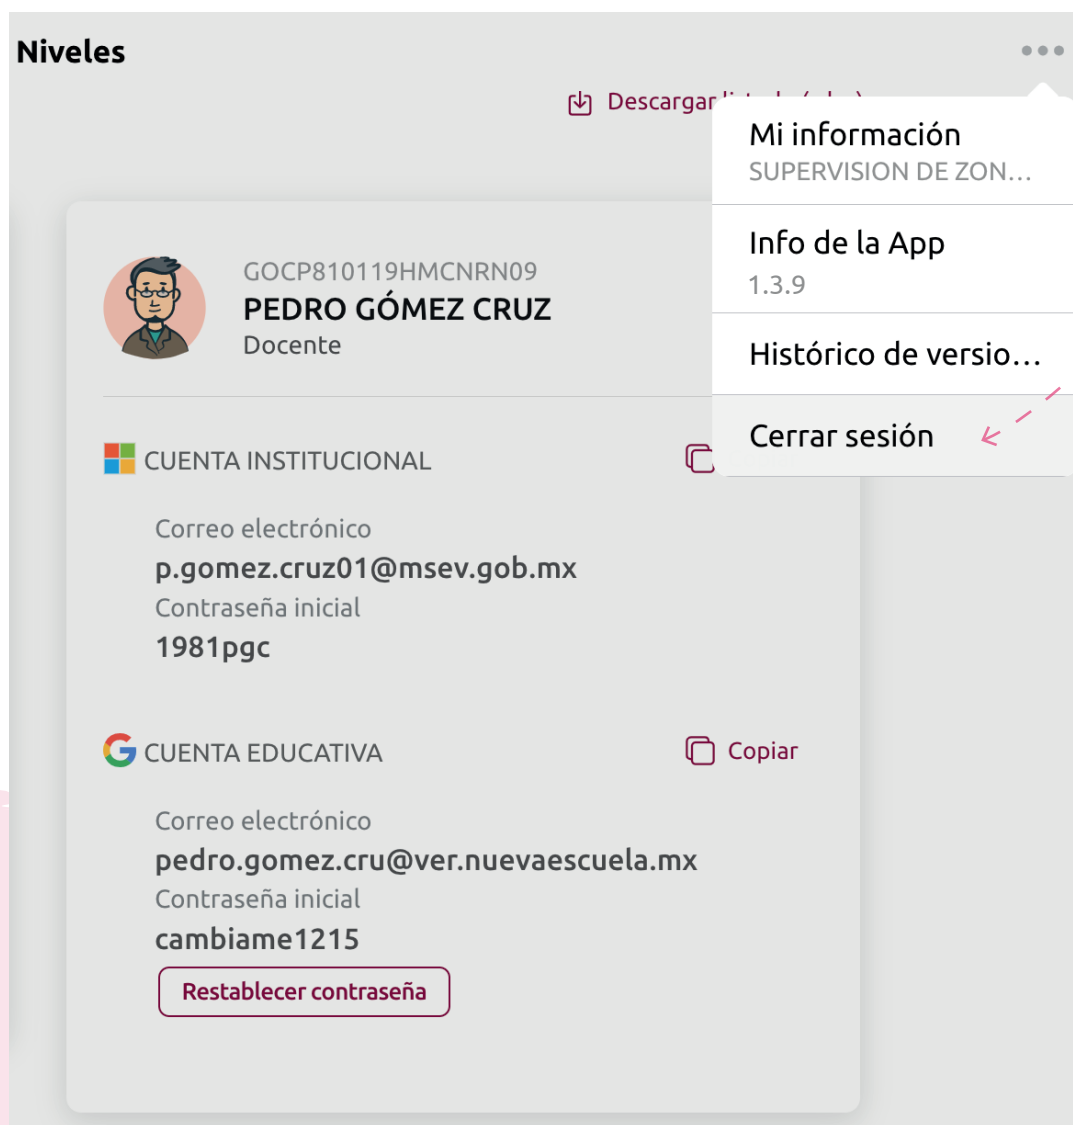 Niveles
Descargar
Mi información
SUPERVISION DE ZON...
Info de la App
1.3.9
Histórico de versio...
Cerrar sesión
GOCP810119HMCNRN09
PEDRO GÓMEZ CRUZ
Docente
CUENTA INSTITUCIONAL
Correo electrónico
p.gomez.cruz01@msev.gob.mx
Contraseña inicial
1981pgc
CUENTA EDUCATIVA
Copiar
Correo electrónico
pedro.gomez.cru@ver.nuevaescuela.mx
Contraseña inicial
cambiame1215
Restablecer contraseña